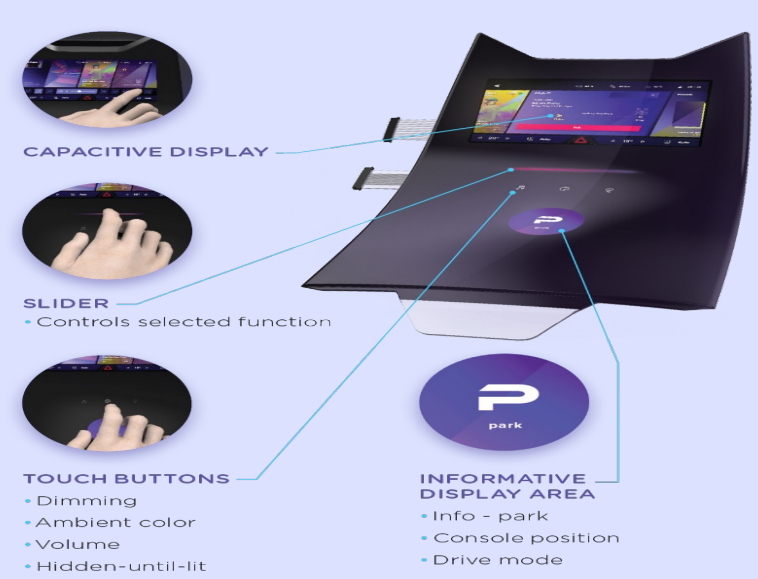 CAPACITIVE DISPLAY
SLIDER
• Controls selected function
TOUCH BUTTONS
• Dimming
• Ambient color
• Volume
• Hidden-until-lit
P
park
INFORMATIVE
DISPLAY AREA
• Info - park
• Console position
• Drive mode